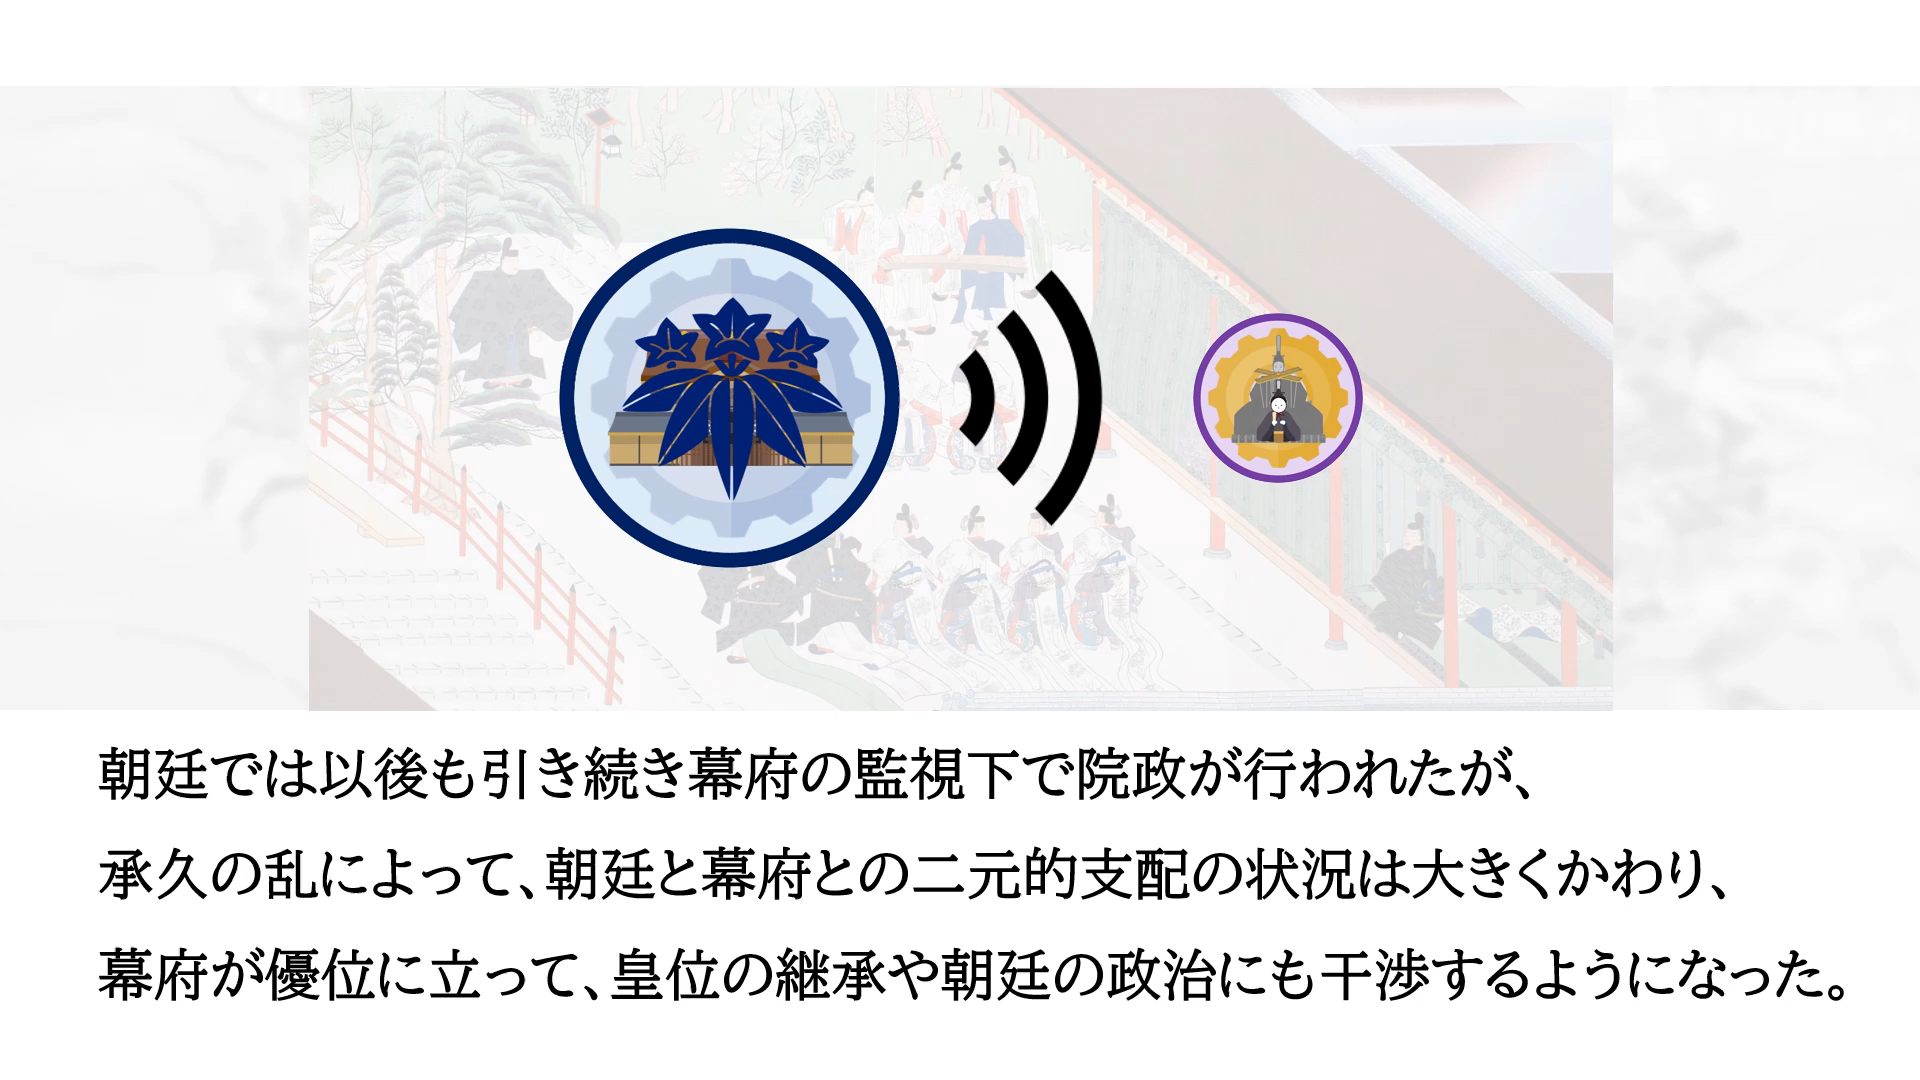 朝廷では以後も引き続き幕府の監視下で院政が行われたが、
承久の乱によって、朝廷と幕府との二元的支配の状況は大きくかわり、
幕府が優位に立って、皇位の継承や朝廷の政治にも干渉するようになった。